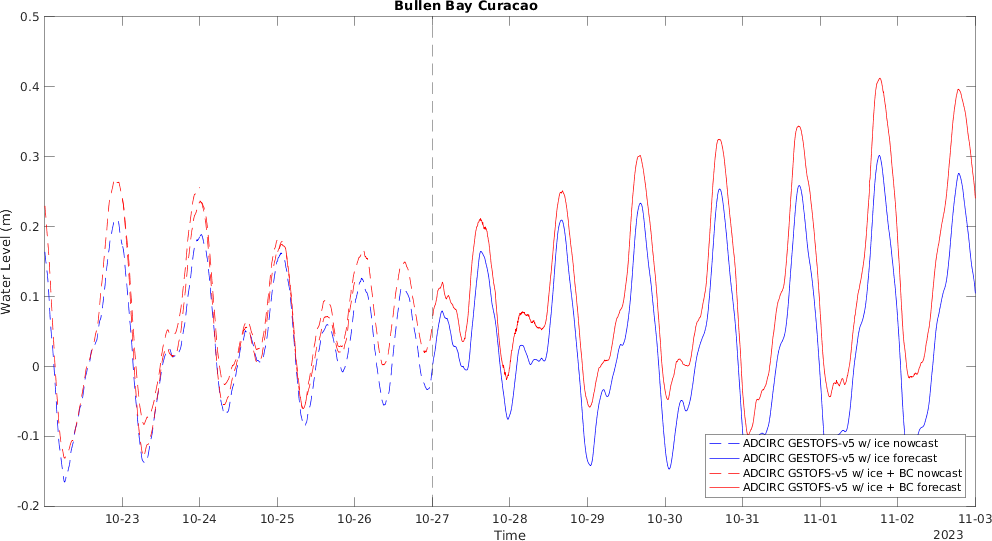 Bullen Bay Curacao
0.5
0.4
0.3
0.2
0.1
0
-0.1
-0.2
Water Level (m)
10-23 10-24 10-25 10-26 10-27 10-28 10-29 10-30 10-31 11-01 11-02 11-03
Time
2023
ADCIRC GESTOFS-v5 w/ ice nowcast
ADCIRC GESTOFS-v5 w/ ice forecast
ADCIRC GSTOFS-v5 w/ ice + BC nowcast
ADCIRC GSTOFS-v5 w/ ice + BC forecast